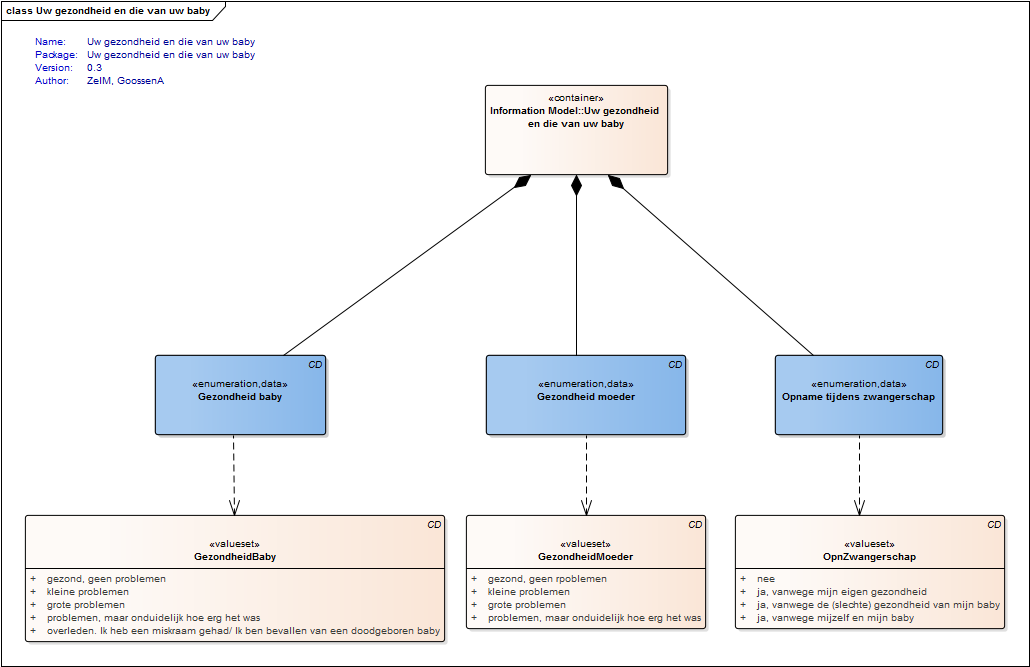 class Uw gezondheid en die van uw baby
Name: Uw gezondheid en die van uw baby
Package: Uw gezondheid en die van uw baby
Version: 0.3
Author: ZelM, GoossenA
«container»
Information Model::Uw gezondheid
en die van uw baby
CD
«enumeration,data»
Gezondheid baby
CD
«enumeration,data»
Gezondheid moeder
CD
«enumeration,data»
Opname tijdens zwangerschap
CD
«valueset»
GezondheidBaby
+ gezond, geen problemen
+ kleine problemen
+ grote problemen
+ problemen, maar onduidelijk hoe erg het was
+ overleden. Ik heb een miskraam gehad/ Ik ben bevallen van een doodgeboren baby
CD
«valueset»
GezondheidMoeder
+ gezond, geen rpoblemen
+ kleine problemen
+ grote problemen
+ problemen, maar onduidelijk hoe erg het was
CD
«valueset»
OpnZwangerschap
+ nee
+ ja, vanwege mijn eigen gezondheid
+ ja, vanwege de (slechte) gezondheid van mijn baby
+ ja, vanwege mijzelf en mijn baby